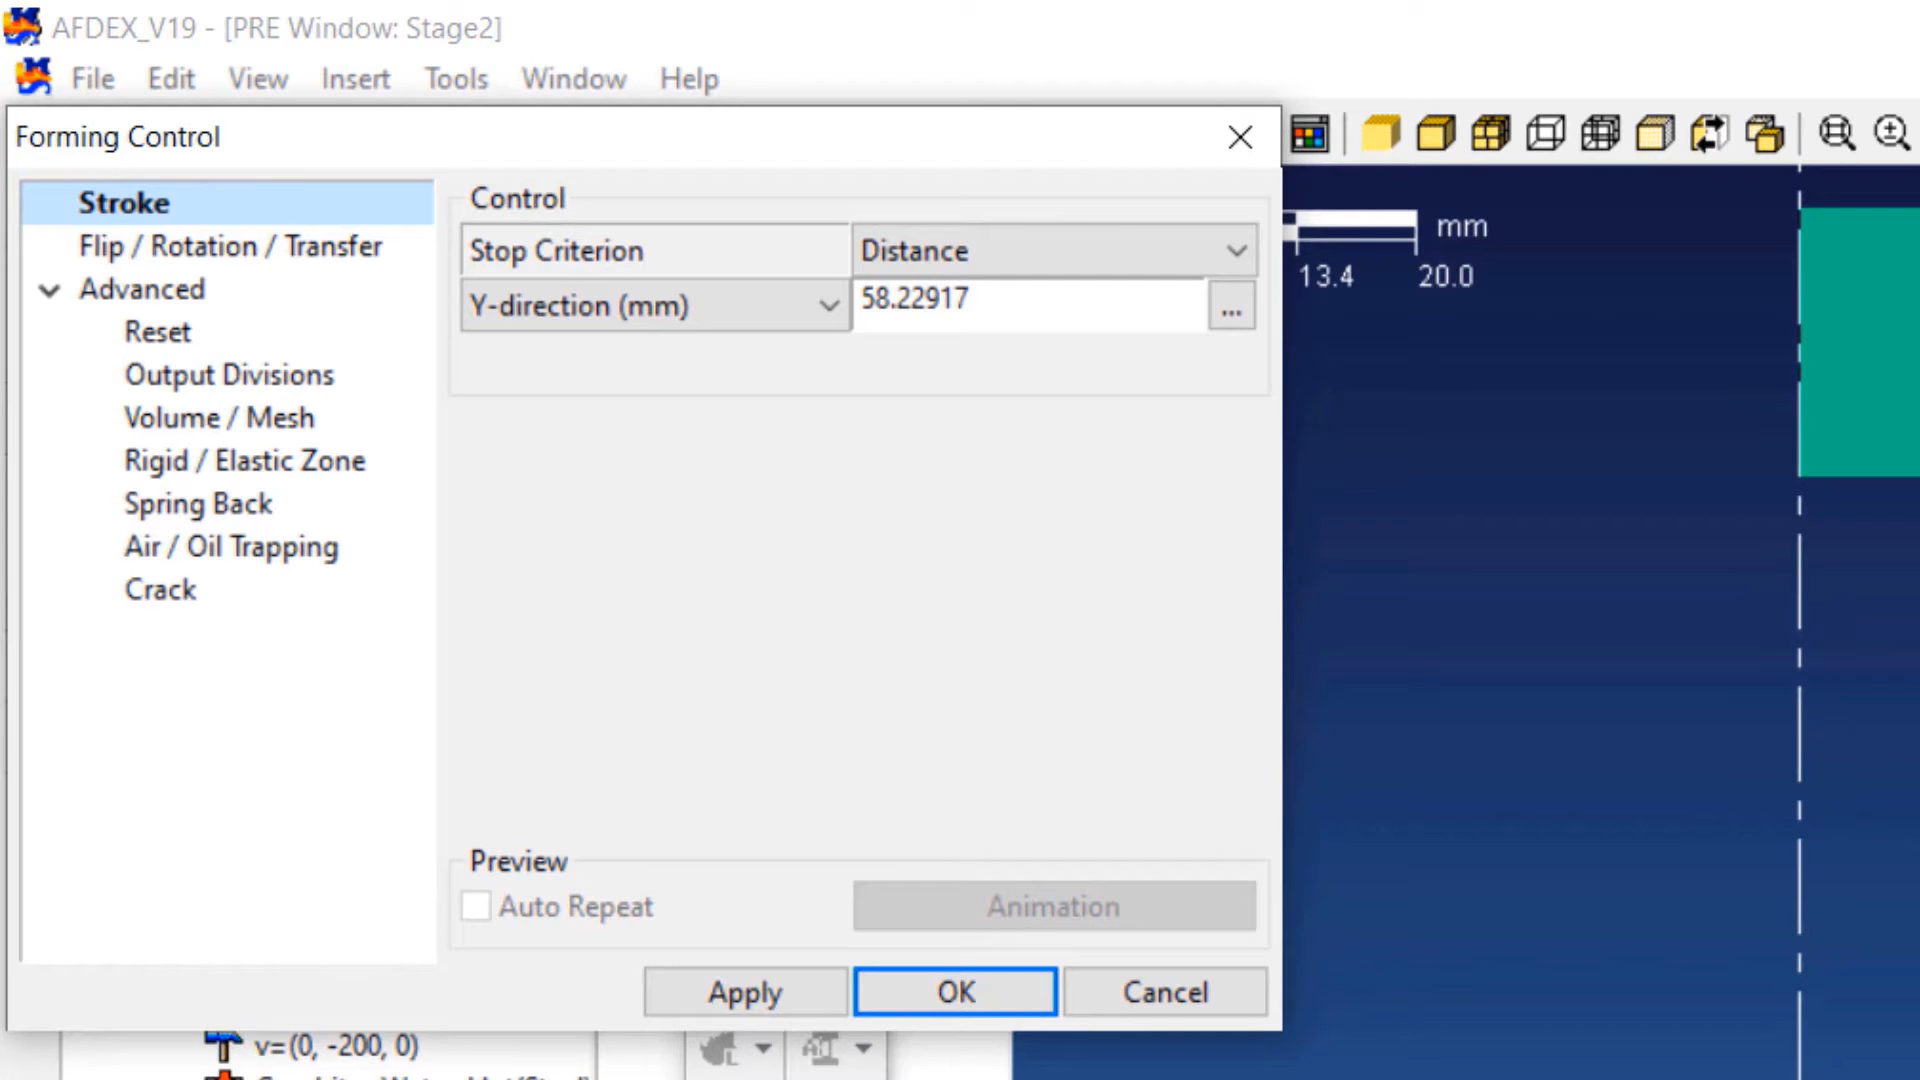 AFDEX_V19 - [PRE Window: Stage2]
File Edit View Insert Tools Window Help
Forming Control
Stroke
Flip / Rotation / Transfer
Advanced
Reset
Output Divisions
Volume / Mesh
Rigid / Elastic Zone
Spring Back
Air / Oil Trapping
Crack
Control
Stop Criterion Distance
Y-direction (mm) 58.22917 ...
Preview
Auto Repeat Animation
Apply OK Cancel
mm
13.4 20.0
v=(0, -200, 0)